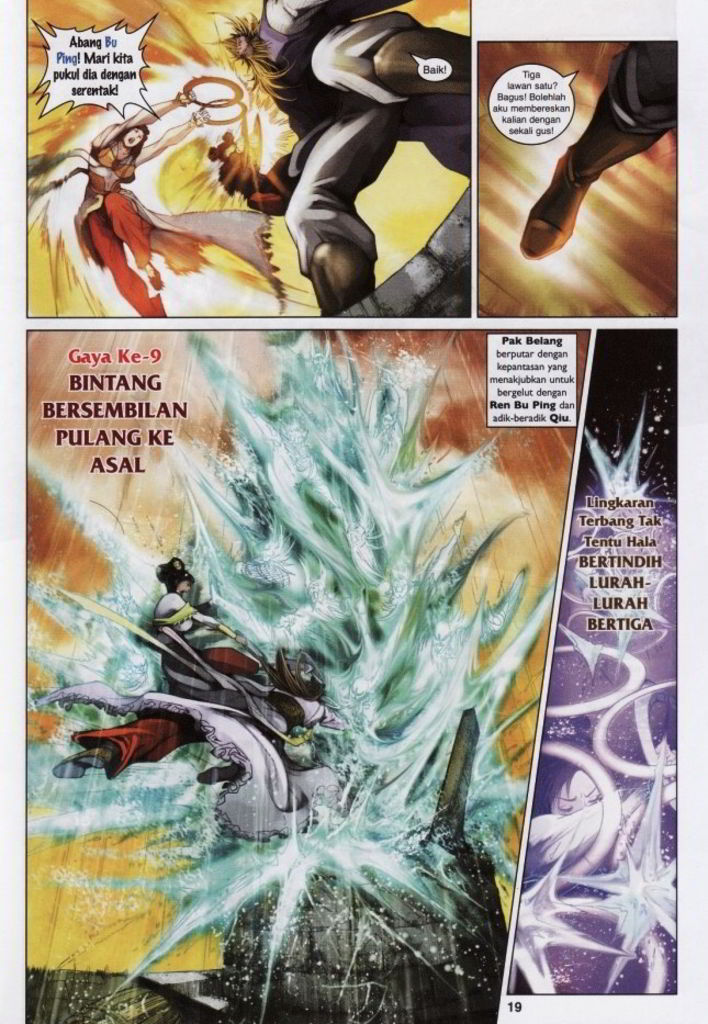 Abang Bu
Ping! Mari kita
pukul dia dengan
serentak!
Baik!
Tiga
lawan satu?
Bagus! Bolehlah
aku membereskan
kalian dengan
sekali gus!
Gaya Ke-9
BINTANG
BERSEMBILAN
PULANG KE
ASAL
Pak Belang
berputar dengan
kepantasan yang
menakjubkan untuk
bergelut dengan
Ren Bu Ping dan
adik-beradik Qiu.
Lingkaran
Terbang Tak
Tentu Hala
BERTINDIH
LURAH-
LURAH
BERTIGA
19